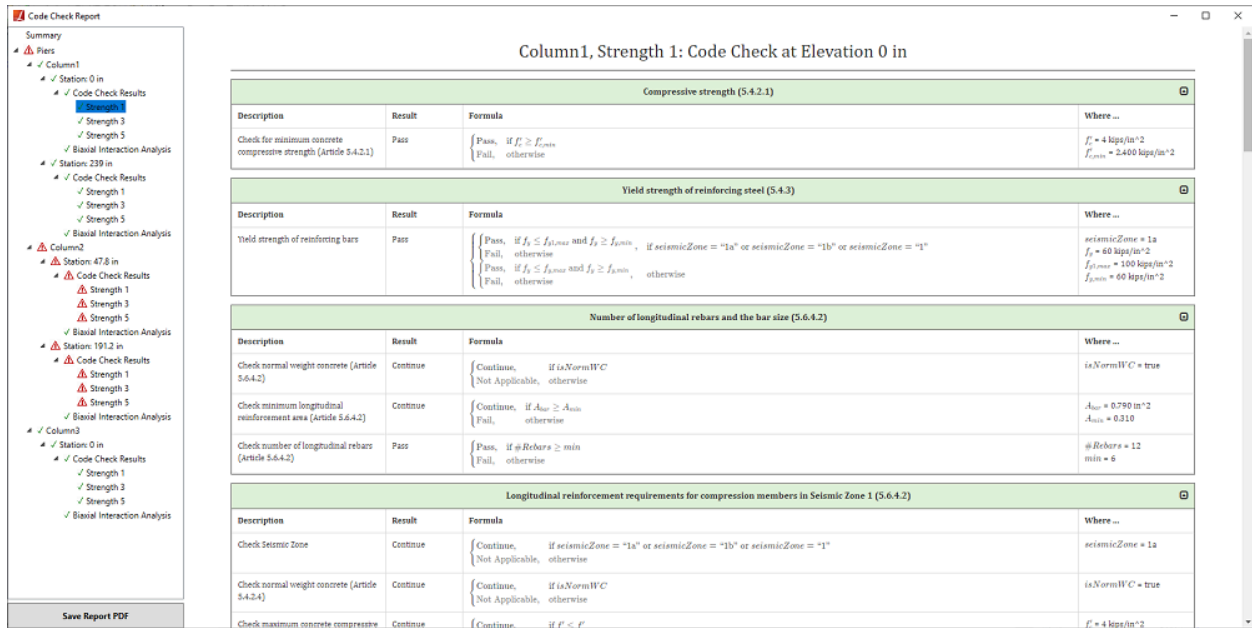 Code Check Report
Summary
Piers
Column1
Station: 0 in
Code Check Results
Strength 1
Strength 3
Strength 5
Biaxial Interaction Analysis
Station: 239 in
Code Check Results
Strength 1
Strength 3
Strength 5
Biaxial Interaction Analysis
Column2
Station: 47.8 in
Code Check Results
Strength 1
Strength 3
Strength 5
Biaxial Interaction Analysis
Station: 191.2 in
Code Check Results
Strength 1
Strength 3
Strength 5
Biaxial Interaction Analysis
Column3
Station: 0 in
Code Check Results
Strength 1
Strength 3
Strength 5
Biaxial Interaction Analysis
Save Report PDF
Column1, Strength 1: Code Check at Elevation 0 in
Compressive strength (5.4.2.1)
Description Result Formula Where ...
Check for minimum concrete compressive strength (Article 5.4.2.1) Pass
Pass, if f'c ≥ f'c,min
Fail, otherwise
f'c = 4 kips/in^2
f'c,min = 2.400 kips/in^2
Yield strength of reinforcing steel (5.4.3)
Description Result Formula Where ...
Yield strength of reinforcing bars Pass
Pass, if fy ≤ fy1,max and fy ≥ fy,min, if seismicZone = "1a" or seismicZone = "1b" or seismicZone = "1"
Fail, otherwise
Pass, if fy ≤ fy,max and fy ≥ fy,min, otherwise
Fail, otherwise
seismicZone = 1a
fy = 60 kips/in^2
fy1,max = 100 kips/in^2
fy,min = 60 kips/in^2
Number of longitudinal rebars and the bar size (5.6.4.2)
Description Result Formula Where ...
Check normal weight concrete (Article 5.6.4.2) Continue
Continue, if isNormWC
Not Applicable, otherwise
isNormWC = true
Check minimum longitudinal reinforcement area (Article 5.6.4.2) Continue
Continue, if Abar ≥ Amin
Fail, otherwise
Abar = 0.790 in^2
Amin = 0.310
Check number of longitudinal rebars (Article 5.6.4.2) Pass
Pass, if #Rebars ≥ min
Fail, otherwise
#Rebars = 12
min = 6
Longitudinal reinforcement requirements for compression members in Seismic Zone 1 (5.6.4.2)
Description Result Formula Where ...
Check Seismic Zone Continue
Continue, if seismicZone = "1a" or seismicZone = "1b" or seismicZone = "1"
Not Applicable, otherwise
seismicZone = 1a
Check normal weight concrete (Article 5.4.2.4) Continue
Continue, if isNormWC
Not Applicable, otherwise
isNormWC = true
Check maximum concrete compressive Continue
Continue, if f' ≤ f'
f'c = 4 kips/in^2